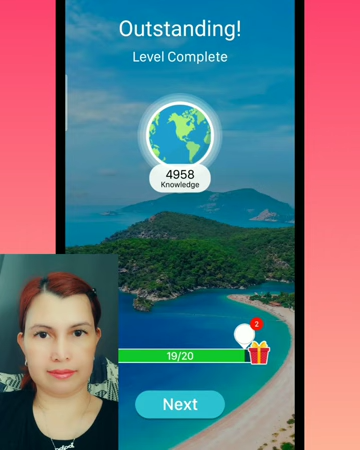 Outstanding!
Level Complete
4958
Knowledge
2
19/20
Next